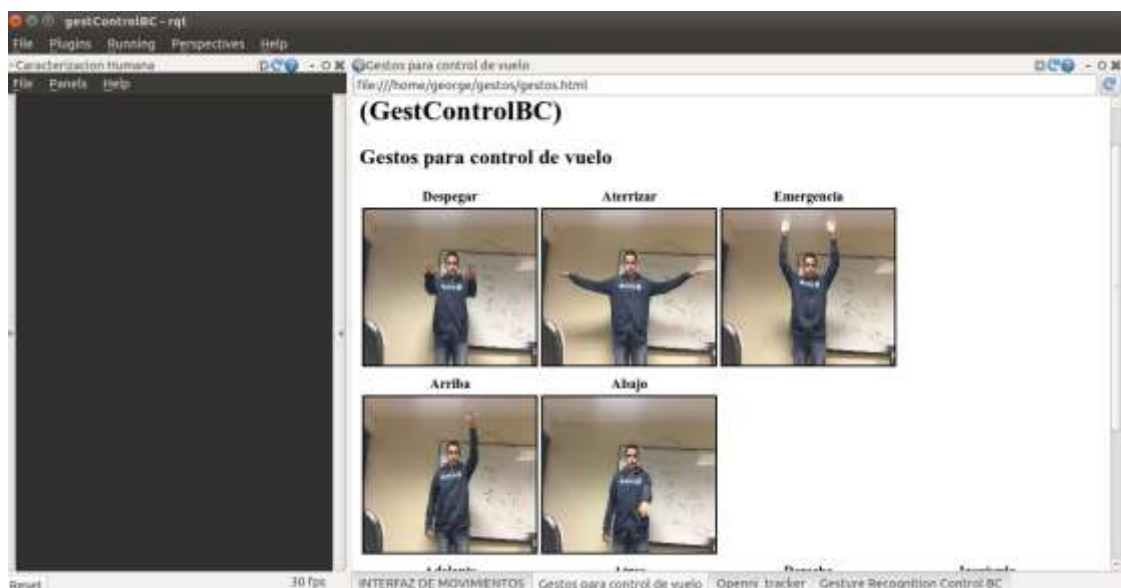 gestControlBC - rqt
File Plugins Running Perspectives Help
Caracterizacion Humana
File Panels Help
Reset
30 fps
Gestos para control de vuelo
file:///home/george/gestos/gestos.html
(GestControlBC)
Gestos para control de vuelo
Despegar Aterrizar Emergencia
Arriba Abajo
INTERFAZ DE MOVIMIENTOS Gestos para control de vuelo Openni_tracker Gesture Recognition Control BC